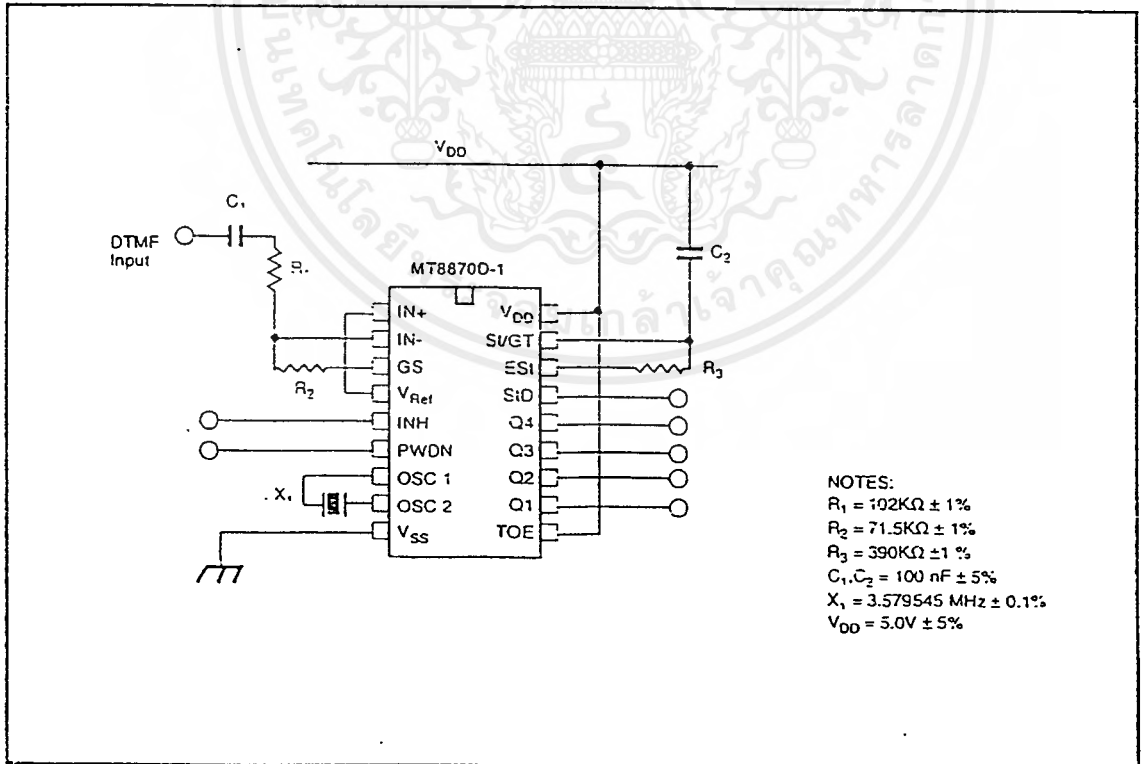 V_DD
C₁
DTMF
Input
C₂
MT8870D-1
IN+
IN-
GS
V_Ref
INH
PWDN
OSC 1
OSC 2
V_SS
V_DD
St/GT
ESt
StD
Q4
Q3
Q2
Q1
TOE
R₂
R₃
X₁
NOTES:
R₁ = 102KΩ ± 1%
R₂ = 71.5KΩ ± 1%
R₃ = 390KΩ ±1 %
C₁,C₂ = 100 nF ± 5%
X₁ = 3.579545 MHz ± 0.1%
V_DD = 5.0V ± 5%